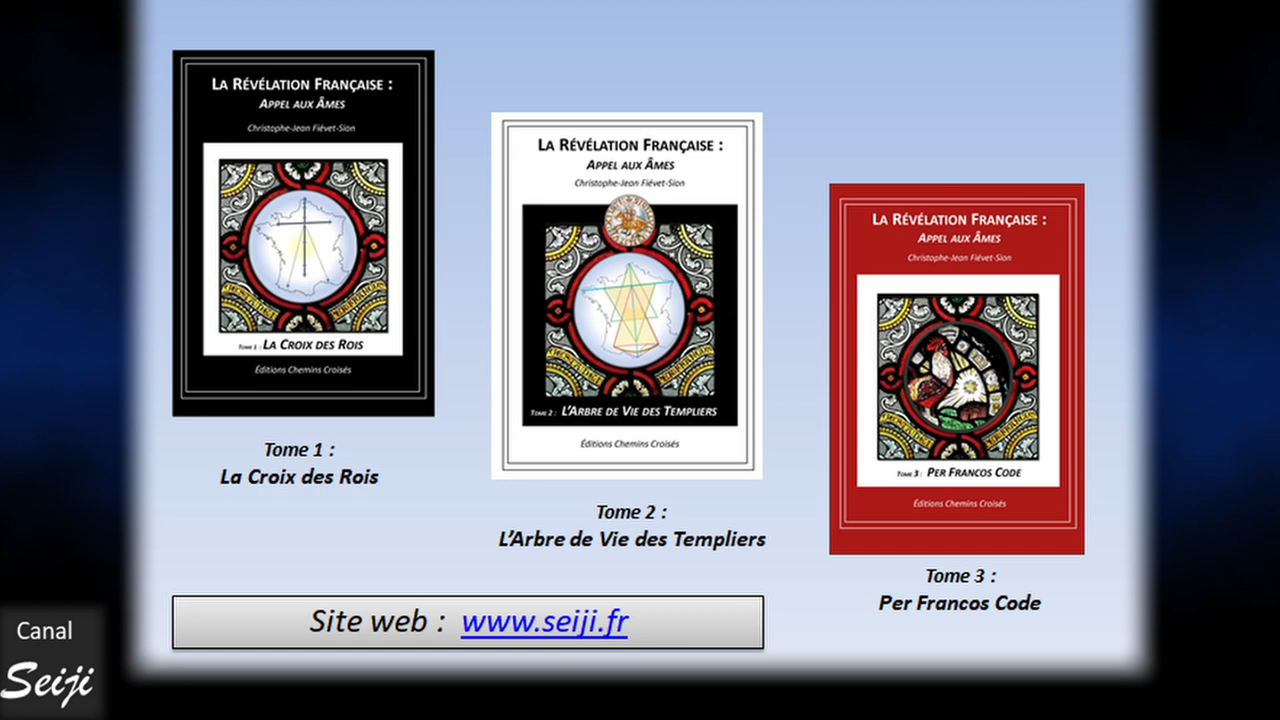 LA RÉVÉLATION FRANÇAISE :
APPEL AUX ÂMES
Christophe-Jean Fiévet-Sion
TOME 1 : LA CROIX DES ROIS
Éditions Chemins Croisés
Tome 1 :
La Croix des Rois
LA RÉVÉLATION FRANÇAISE :
APPEL AUX ÂMES
Christophe-Jean Fiévet-Sion
TOME 2 : L'ARBRE DE VIE DES TEMPLIERS
Éditions Chemins Croisés
Tome 2 :
L'Arbre de Vie des Templiers
LA RÉVÉLATION FRANÇAISE :
APPEL AUX ÂMES
Christophe-Jean Fiévet-Sion
TOME 3 : PER FRANCOS CODE
Éditions Chemins Croisés
Tome 3 :
Per Francos Code
Site web : www.seiji.fr
Canal
Seiji